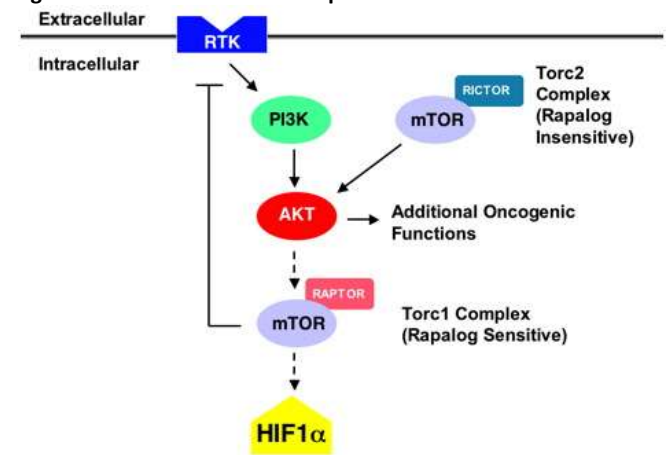 Extracellular
RTK
Intracellular
Torc2
Complex
(Rapalog
Insensitive)
RICTOR
mTOR
PI3K
AKT
Additional Oncogenic
Functions
RAPTOR
mTOR
Torc1 Complex
(Rapalog Sensitive)
HIF1α